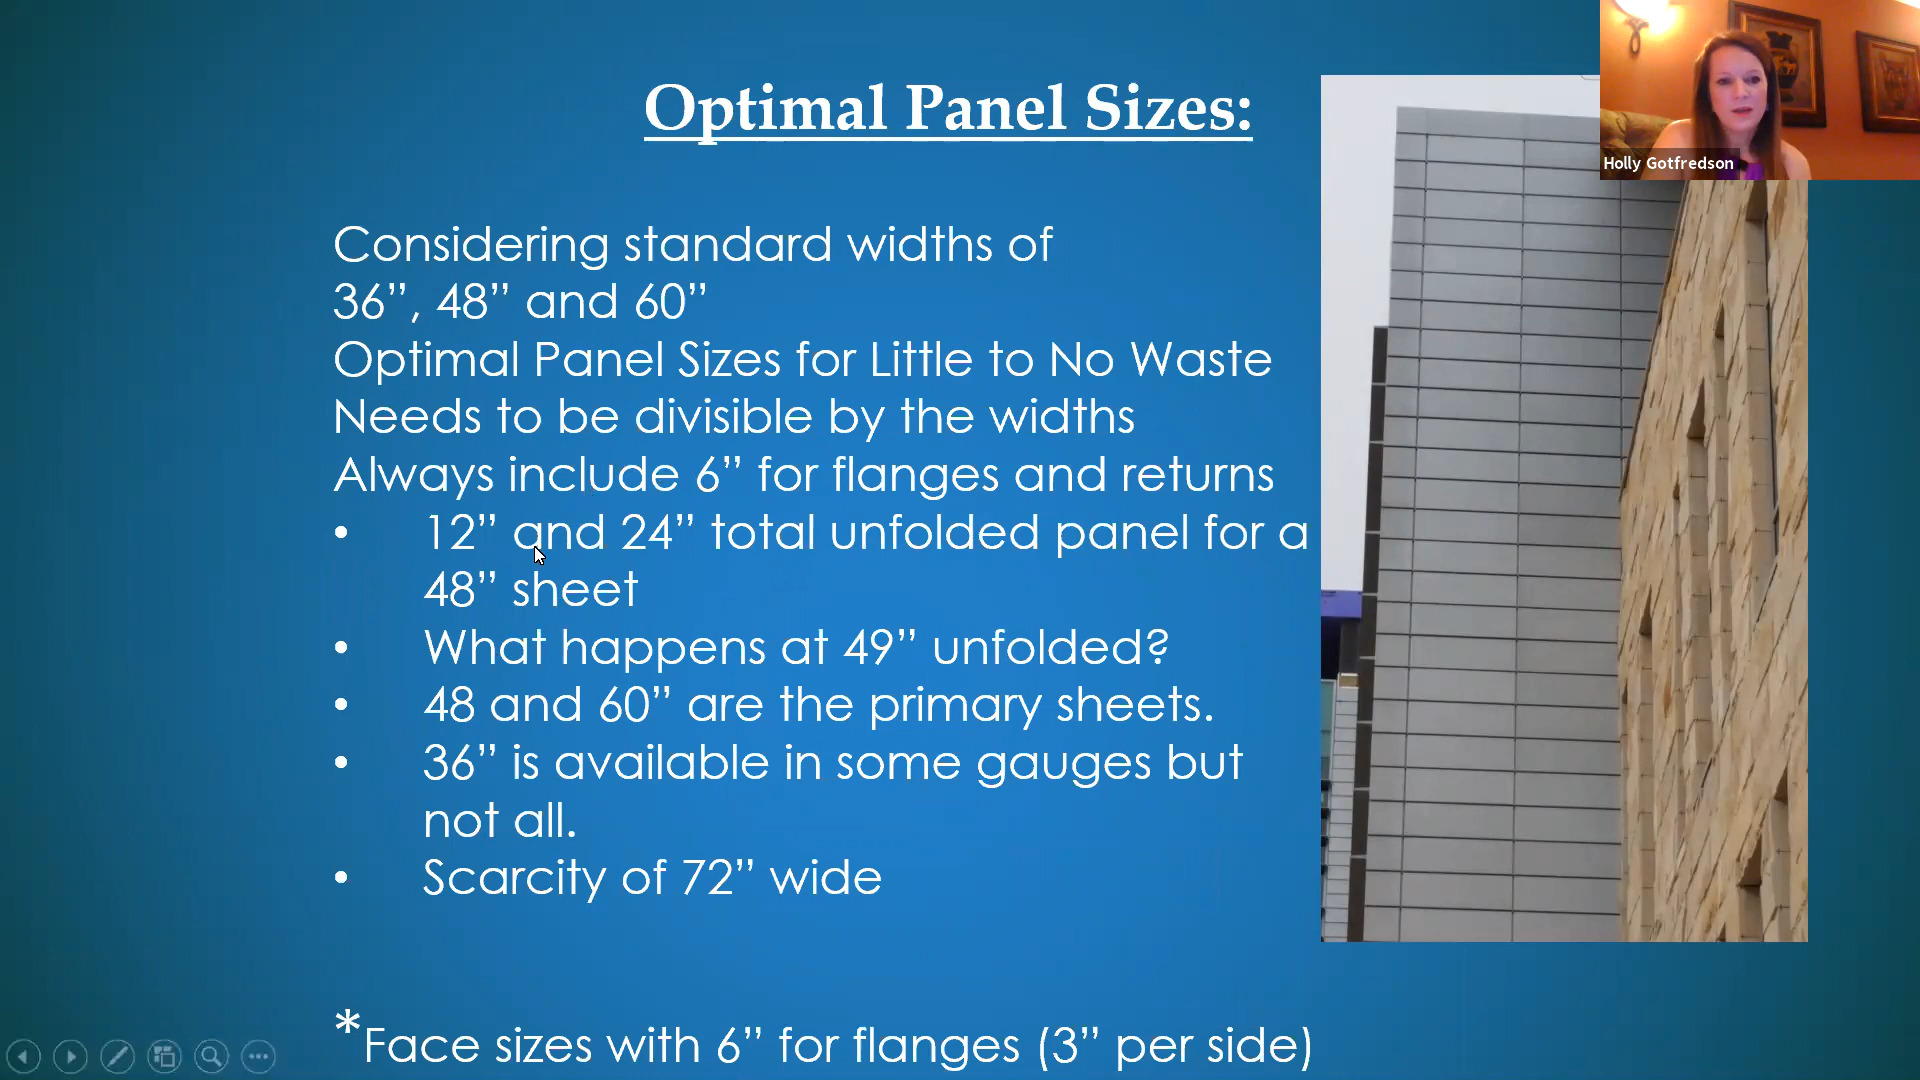 Optimal Panel Sizes:
Holly Gotfredson
Considering standard widths of
36”, 48” and 60”
Optimal Panel Sizes for Little to No Waste
Needs to be divisible by the widths
Always include 6” for flanges and returns
• 12” and 24” total unfolded panel for a
48” sheet
• What happens at 49” unfolded?
• 48 and 60” are the primary sheets.
• 36” is available in some gauges but
not all.
• Scarcity of 72” wide
*Face sizes with 6” for flanges (3” per side)